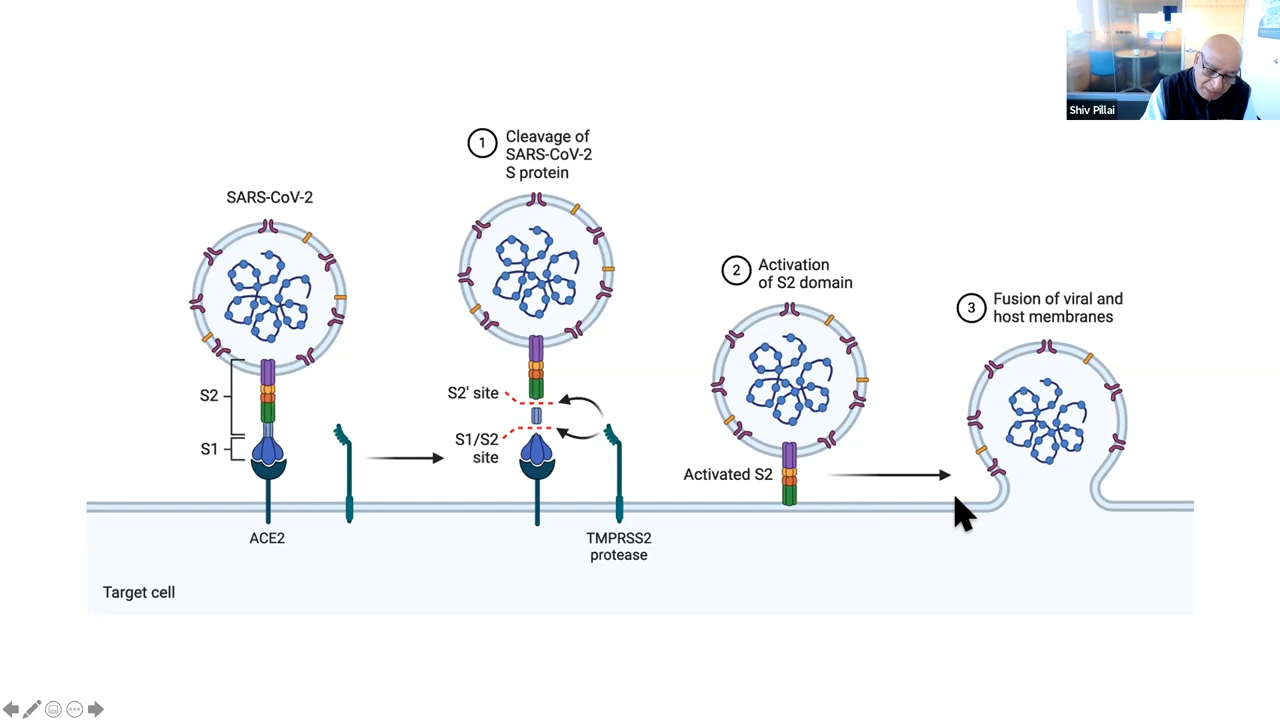 Shiv Pillai
SARS-CoV-2
S2
S1
ACE2
1
Cleavage of
SARS-CoV-2
S protein
S2' site
S1/S2
site
TMPRSS2
protease
2
Activation
of S2 domain
Activated S2
3
Fusion of viral and
host membranes
Target cell